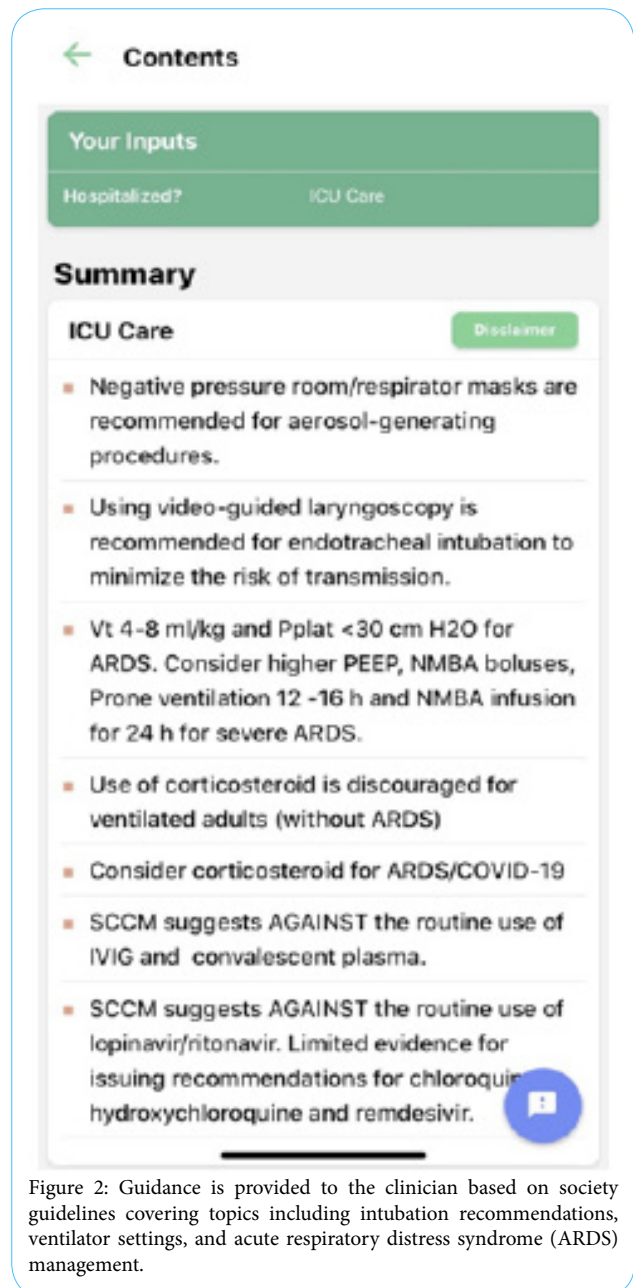 Contents
Your Inputs
Hospitalized? ICU Care
Summary
ICU Care Disclaimer
Negative pressure room/respirator masks are
recommended for aerosol-generating
procedures.
Using video-guided laryngoscopy is
recommended for endotracheal intubation to
minimize the risk of transmission.
Vt 4-8 ml/kg and Pplat <30 cm H2O for
ARDS. Consider higher PEEP, NMBA boluses,
Prone ventilation 12 -16 h and NMBA infusion
for 24 h for severe ARDS.
Use of corticosteroid is discouraged for
ventilated adults (without ARDS)
Consider corticosteroid for ARDS/COVID-19
SCCM suggests AGAINST the routine use of
IVIG and convalescent plasma.
SCCM suggests AGAINST the routine use of
lopinavir/ritonavir. Limited evidence for
issuing recommendations for
hydroxychloroquine and remdesivir.
Figure 2: Guidance is provided to the clinician based on society
guidelines covering topics including intubation recommendations,
ventilator settings, and acute respiratory distress syndrome (ARDS)
management.